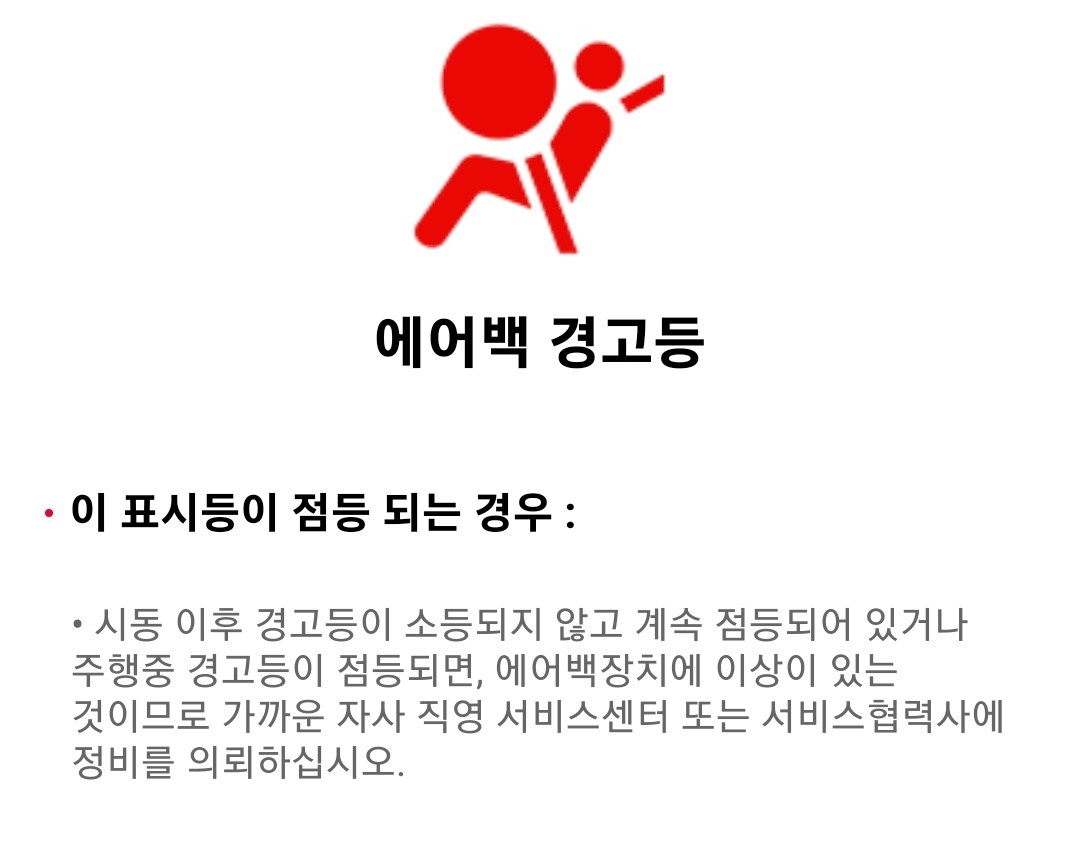 에어백 경고등
• 이 표시등이 점등 되는 경우 :
• 시동 이후 경고등이 소등되지 않고 계속 점등되어 있거나
주행중 경고등이 점등되면, 에어백장치에 이상이 있는
것이므로 가까운 자사 직영 서비스센터 또는 서비스협력사에
정비를 의뢰하십시오.